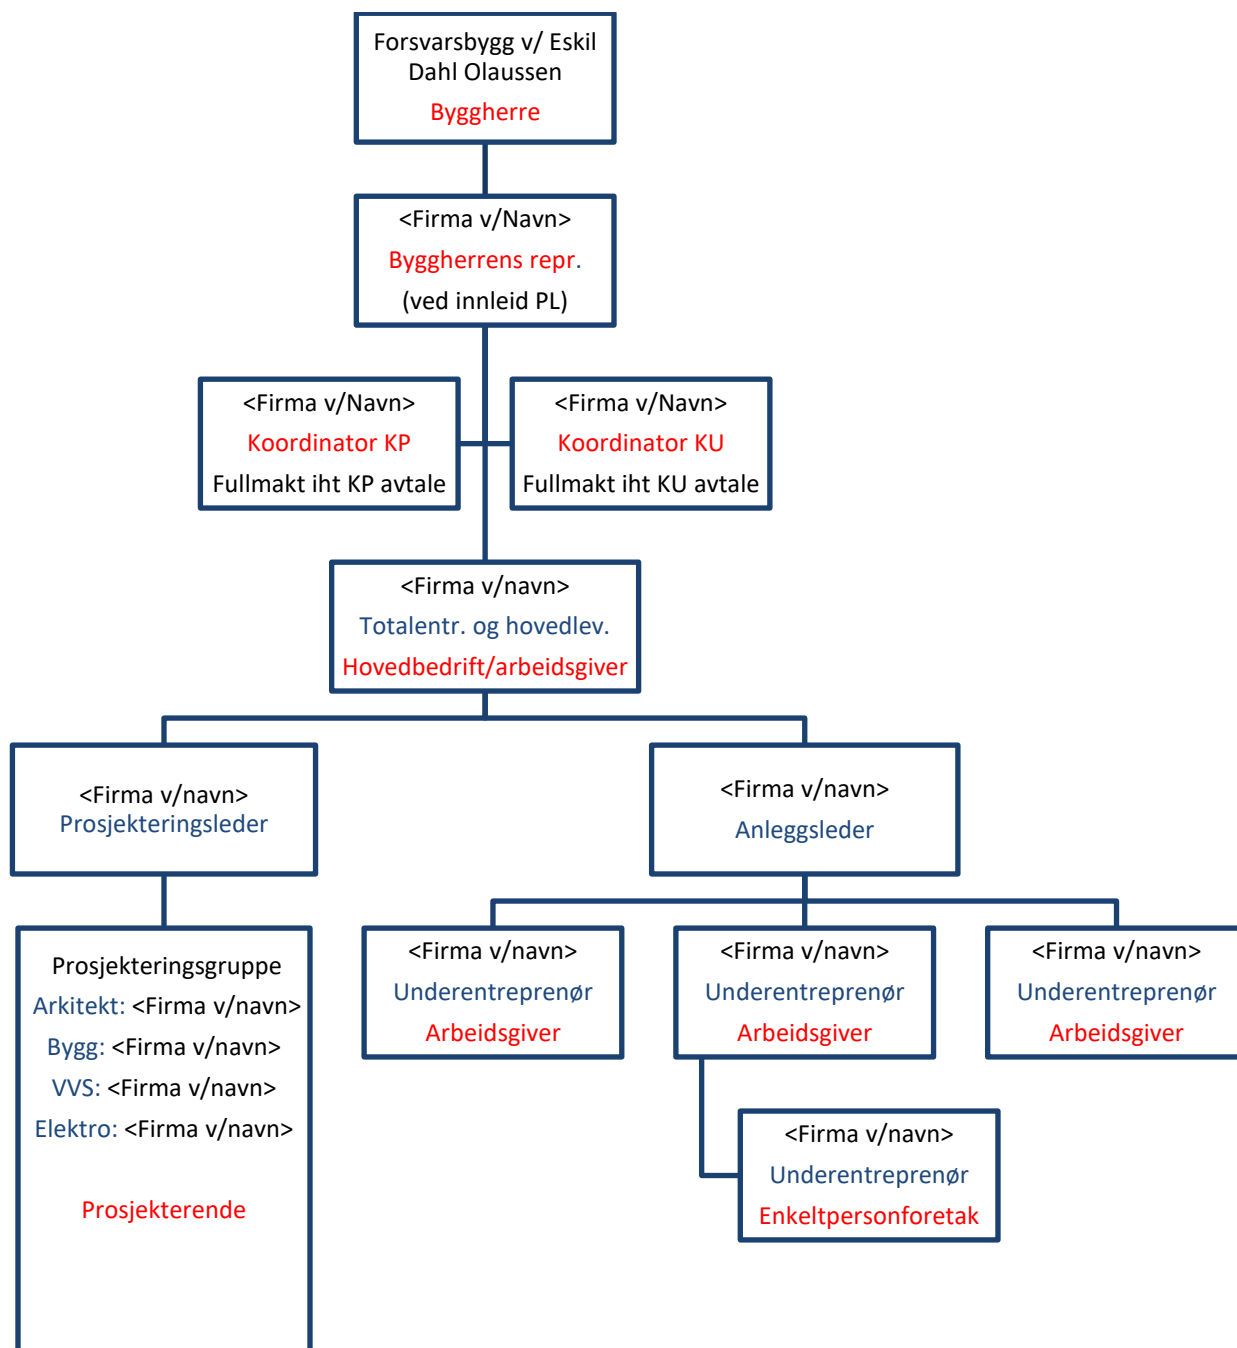 Forsvarsbygg v/ Eskil
Dahl Olaussen
Byggherre
<Firma v/Navn>
Byggherrens repr.
(ved innleid PL)
<Firma v/Navn>
Koordinator KP
Fullmakt iht KP avtale
<Firma v/Navn>
Koordinator KU
Fullmakt iht KU avtale
<Firma v/navn>
Totalentr. og hovedlev.
Hovedbedrift/arbeidsgiver
<Firma v/navn>
Prosjekteringsleder
<Firma v/navn>
Anleggsleder
Prosjekteringsgruppe
Arkitekt: <Firma v/navn>
Bygg: <Firma v/navn>
VVS: <Firma v/navn>
Elektro: <Firma v/navn>
Prosjekterende
<Firma v/navn>
Underentreprenør
Arbeidsgiver
<Firma v/navn>
Underentreprenør
Arbeidsgiver
<Firma v/navn>
Underentreprenør
Arbeidsgiver
<Firma v/navn>
Underentreprenør
Enkeltpersonforetak